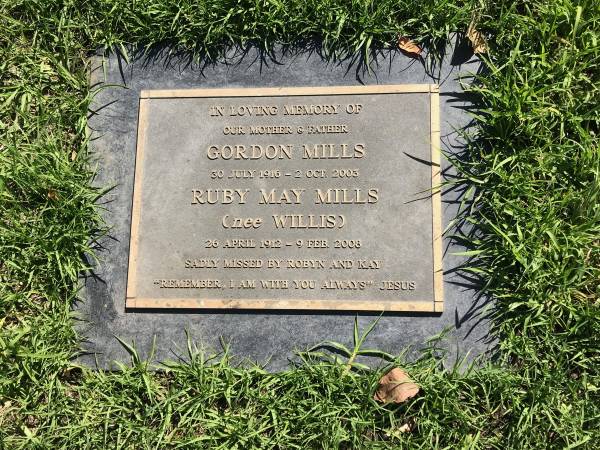 IN LOVING MEMORY OF
OUR MOTHER & FATHER
GORDON MILLS
30 JULY 1916 – 2 OCT. 2003
RUBY MAY MILLS
(nee WILLIS)
26 APRIL 1912 – 9 FEB. 2008
SADLY MISSED BY ROBYN AND KAY
"REMEMBER, I AM WITH YOU ALWAYS" JESUS